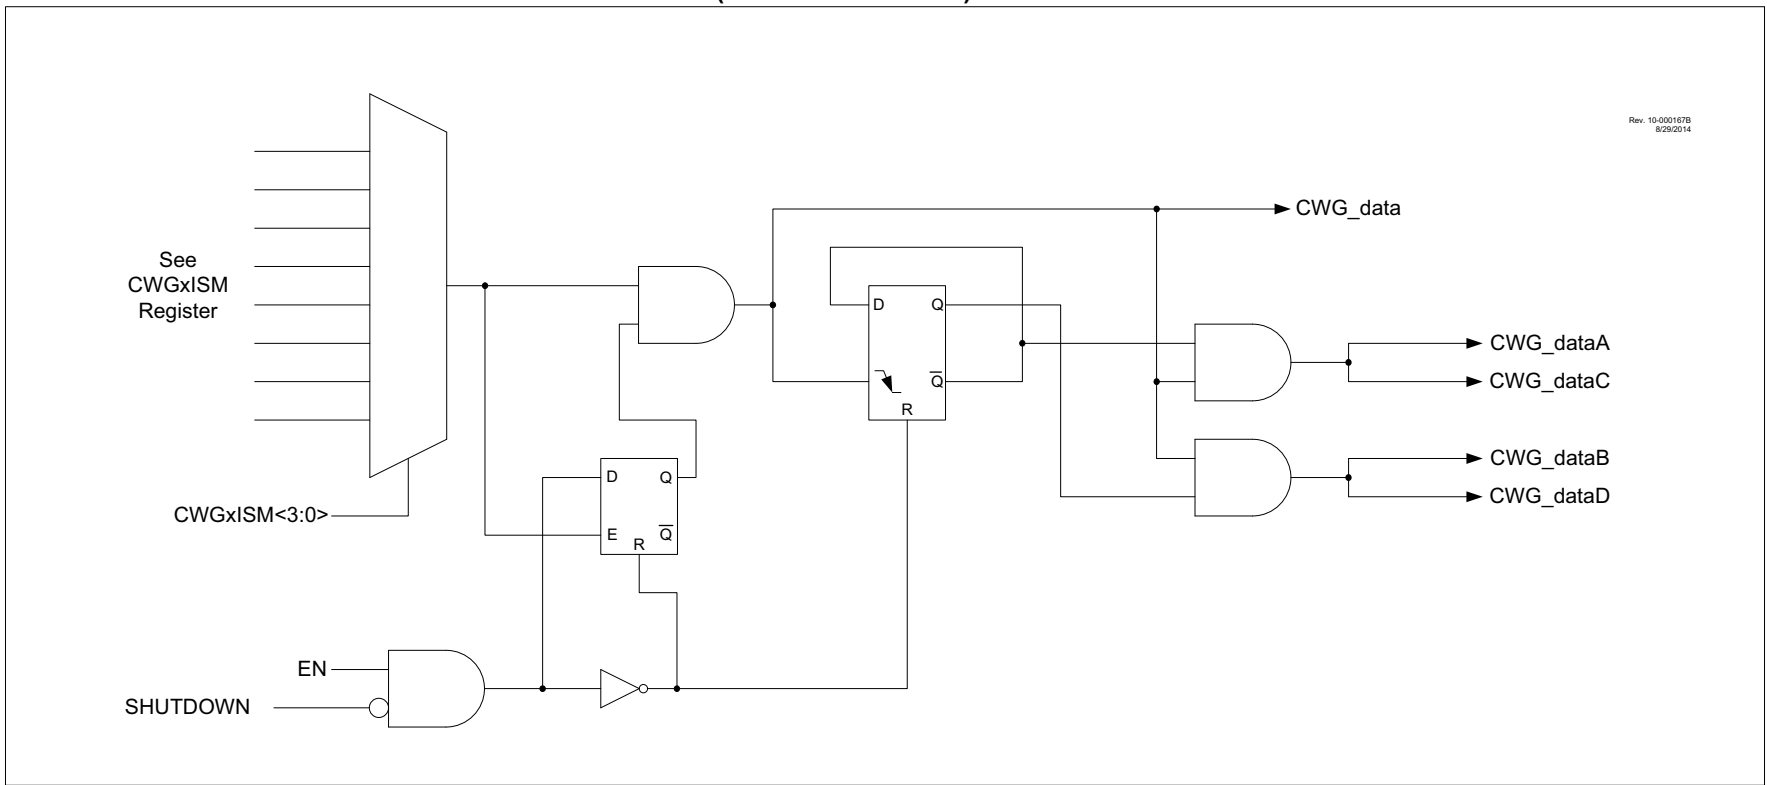 Rev. 10-000167B
8/29/2014
CWG_data
See
CWGxISM
Register
D
Q
Q
R
CWG_dataA
CWG_dataC
CWG_dataB
CWG_dataD
D
Q
E
R
Q
CWGxISM<3:0>
EN
SHUTDOWN